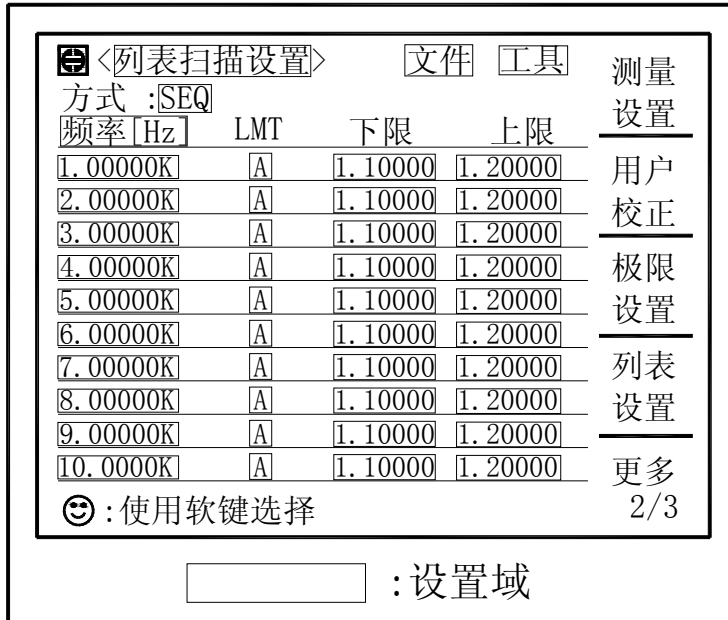 <列表扫描设置> 文件 工具
方式 :SEQ
频率[Hz] LMT 下限 上限
1.00000K A 1.10000 1.20000
2.00000K A 1.10000 1.20000
3.00000K A 1.10000 1.20000
4.00000K A 1.10000 1.20000
5.00000K A 1.10000 1.20000
6.00000K A 1.10000 1.20000
7.00000K A 1.10000 1.20000
8.00000K A 1.10000 1.20000
9.00000K A 1.10000 1.20000
10.0000K A 1.10000 1.20000
:使用软键选择
测量
设置
用户
校正
极限
设置
列表
设置
更多
2/3
:设置域